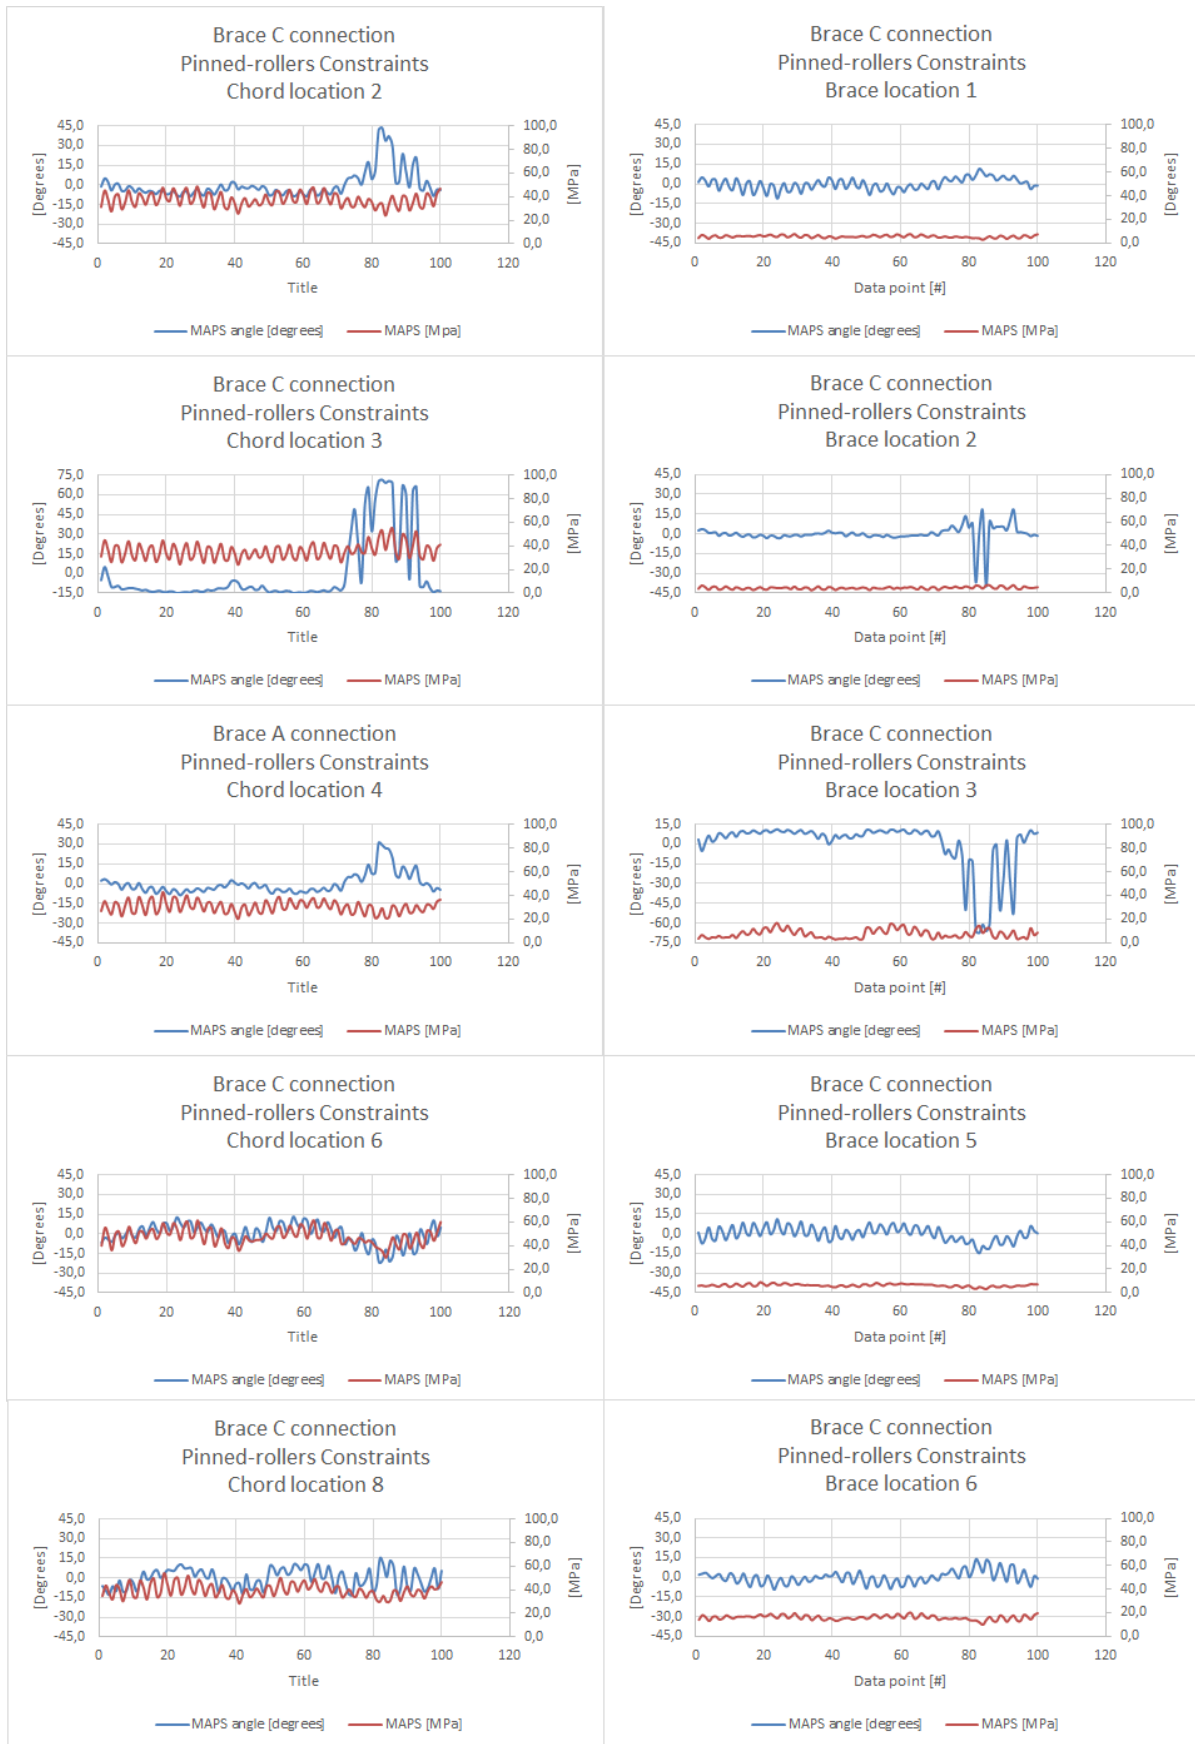 Brace C connection
Pinned-rollers Constraints
Chord location 2
45,0
30,0
15,0
0,0
-15,0
-30,0
-45,0
[Degrees]
100,0
80,0
60,0
40,0
20,0
0,0
[MPa]
0 20 40 60 80 100 120
Title
MAPS angle [degrees] MAPS [Mpa]
Brace C connection
Pinned-rollers Constraints
Brace location 1
45,0
30,0
15,0
0,0
-15,0
-30,0
-45,0
[Degrees]
100,0
80,0
60,0
40,0
20,0
0,0
[Degrees]
0 20 40 60 80 100 120
Data point [#]
MAPS angle [degrees] MAPS [MPa]
Brace C connection
Pinned-rollers Constraints
Chord location 3
75,0
60,0
45,0
30,0
15,0
0,0
-15,0
[Degrees]
100,0
80,0
60,0
40,0
20,0
0,0
[MPa]
0 20 40 60 80 100 120
Title
MAPS angle [degrees] MAPS [MPa]
Brace C connection
Pinned-rollers Constraints
Brace location 2
45,0
30,0
15,0
0,0
-15,0
-30,0
-45,0
[Degrees]
100,0
80,0
60,0
40,0
20,0
0,0
[MPa]
0 20 40 60 80 100 120
Data point [#]
MAPS angle [degrees] MAPS [MPa]
Brace A connection
Pinned-rollers Constraints
Chord location 4
45,0
30,0
15,0
0,0
-15,0
-30,0
-45,0
[Degrees]
100,0
80,0
60,0
40,0
20,0
0,0
[MPa]
0 20 40 60 80 100 120
Title
MAPS angle [degrees] MAPS [MPa]
Brace C connection
Pinned-rollers Constraints
Brace location 3
15,0
0,0
-15,0
-30,0
-45,0
-60,0
-75,0
[Degrees]
100,0
80,0
60,0
40,0
20,0
0,0
[MPa]
0 20 40 60 80 100 120
Data point [#]
MAPS angle [degrees] MAPS [MPa]
Brace C connection
Pinned-rollers Constraints
Chord location 6
45,0
30,0
15,0
0,0
-15,0
-30,0
-45,0
[Degrees]
100,0
80,0
60,0
40,0
20,0
0,0
[MPa]
0 20 40 60 80 100 120
Title
MAPS angle [degrees] MAPS [MPa]
Brace C connection
Pinned-rollers Constraints
Brace location 5
45,0
30,0
15,0
0,0
-15,0
-30,0
-45,0
[Degrees]
100,0
80,0
60,0
40,0
20,0
0,0
[MPa]
0 20 40 60 80 100 120
Data point [#]
MAPS angle [degrees] MAPS [MPa]
Brace C connection
Pinned-rollers Constraints
Chord location 8
45,0
30,0
15,0
0,0
-15,0
-30,0
-45,0
[Degrees]
100,0
80,0
60,0
40,0
20,0
0,0
[MPa]
0 20 40 60 80 100 120
Title
MAPS angle [degrees] MAPS [MPa]
Brace C connection
Pinned-rollers Constraints
Brace location 6
45,0
30,0
15,0
0,0
-15,0
-30,0
-45,0
[Degrees]
100,0
80,0
60,0
40,0
20,0
0,0
[MPa]
0 20 40 60 80 100 120
Data point [#]
MAPS angle [degrees] MAPS [MPa]